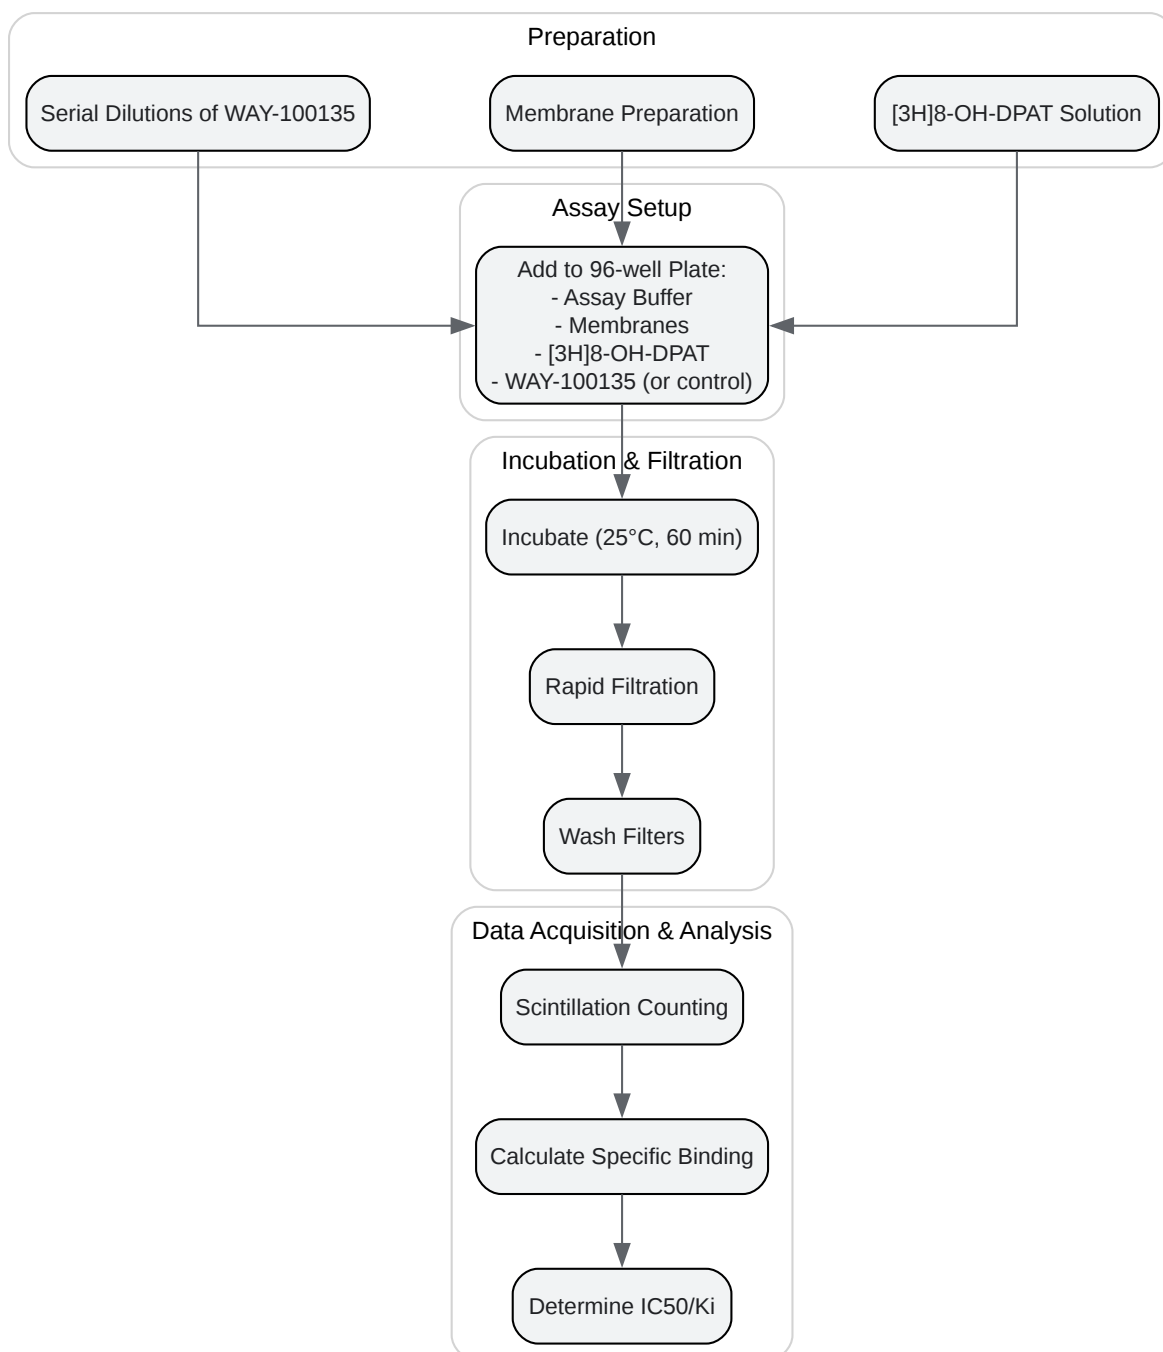 Preparation
Serial Dilutions of WAY-100135
Membrane Preparation
[3H]8-OH-DPAT Solution
Assay Setup
Add to 96-well Plate:
- Assay Buffer
- Membranes
- [3H]8-OH-DPAT
- WAY-100135 (or control)
Incubation & Filtration
Incubate (25°C, 60 min)
Rapid Filtration
Wash Filters
Data Acquisition & Analysis
Scintillation Counting
Calculate Specific Binding
Determine IC50/Ki